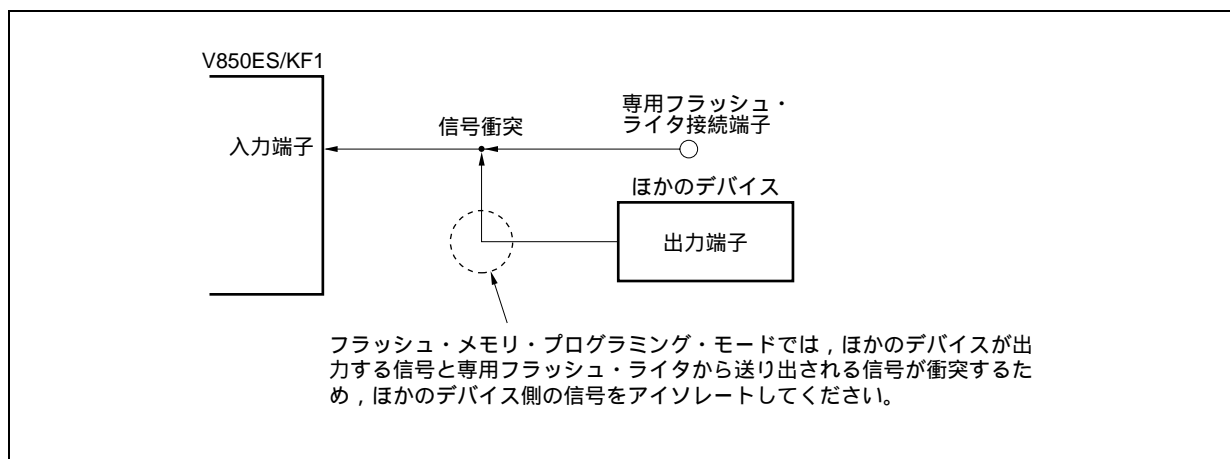 V850ES/KF1
専用フラッシュ・
ライタ接続端子
信号衝突
入力端子
ほかのデバイス
出力端子
フラッシュ・メモリ・プログラミング・モードでは，ほかのデバイスが出
力する信号と専用フラッシュ・ライタから送り出される信号が衝突するた
め，ほかのデバイス側の信号をアイソレートしてください。